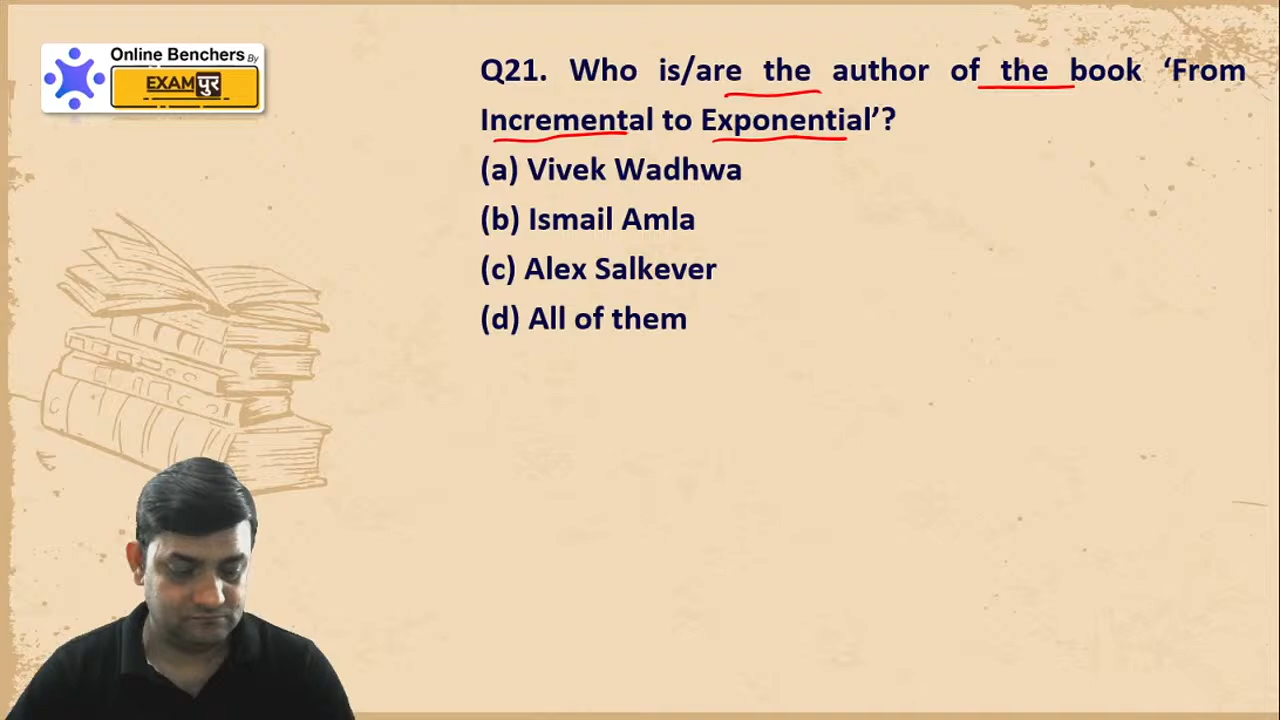 Online Benchers By
EXAMपुर
Q21. Who is/are the author of the book ‘From
Incremental to Exponential’?
(a) Vivek Wadhwa
(b) Ismail Amla
(c) Alex Salkever
(d) All of them